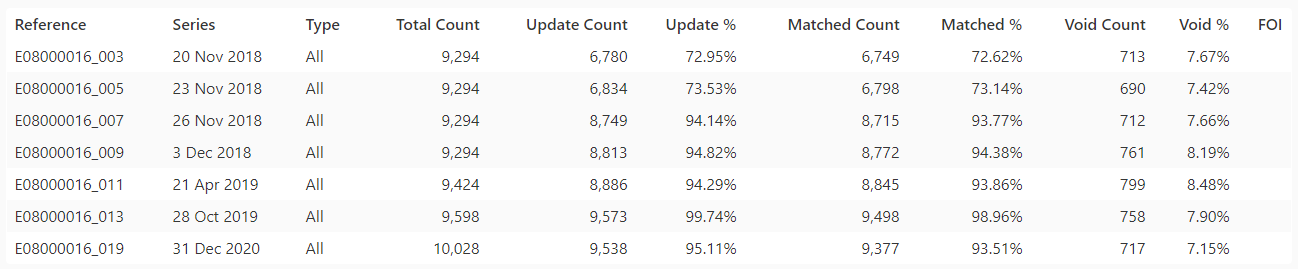 Reference Series Type Total Count Update Count Update % Matched Count Matched % Void Count Void % FOI
E08000016_003 20 Nov 2018 All 9,294 6,780 72.95% 6,749 72.62% 713 7.67%
E08000016_005 23 Nov 2018 All 9,294 6,834 73.53% 6,798 73.14% 690 7.42%
E08000016_007 26 Nov 2018 All 9,294 8,749 94.14% 8,715 93.77% 712 7.66%
E08000016_009 3 Dec 2018 All 9,294 8,813 94.82% 8,772 94.38% 761 8.19%
E08000016_011 21 Apr 2019 All 9,424 8,886 94.29% 8,845 93.86% 799 8.48%
E08000016_013 28 Oct 2019 All 9,598 9,573 99.74% 9,498 98.96% 758 7.90%
E08000016_019 31 Dec 2020 All 10,028 9,538 95.11% 9,377 93.51% 717 7.15%